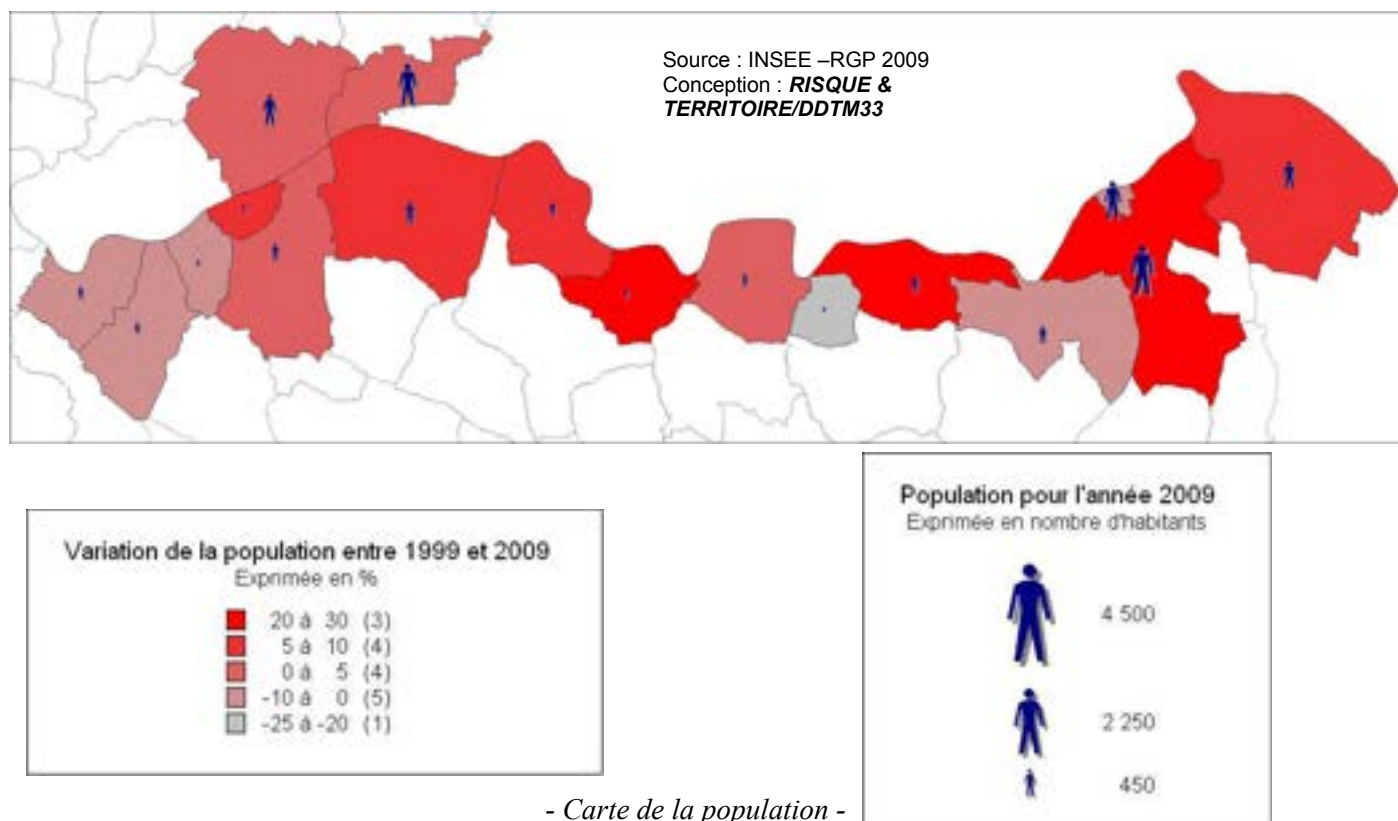 Source : INSEE –RGP 2009
Conception : RISQUE &
TERRITOIRE/DDTM33
Variation de la population entre 1999 et 2009
Exprimée en %
20 à 30 (3)
5 à 10 (4)
0 à 5 (4)
-10 à 0 (5)
-25 à -20 (1)
Population pour l'année 2009
Exprimée en nombre d'habitants
4 500
2 250
450
- Carte de la population -